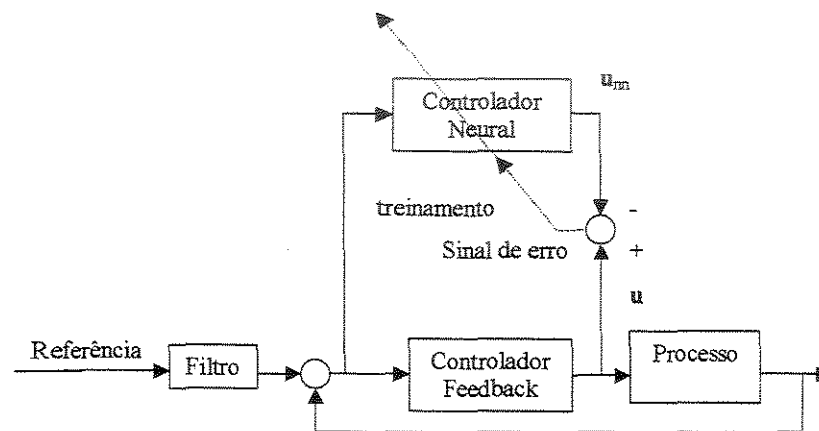 Controlador
Neural
u_nn
treinamento
-
Sinal de erro
+
u
Referência
Filtro
Controlador
Feedback
Processo